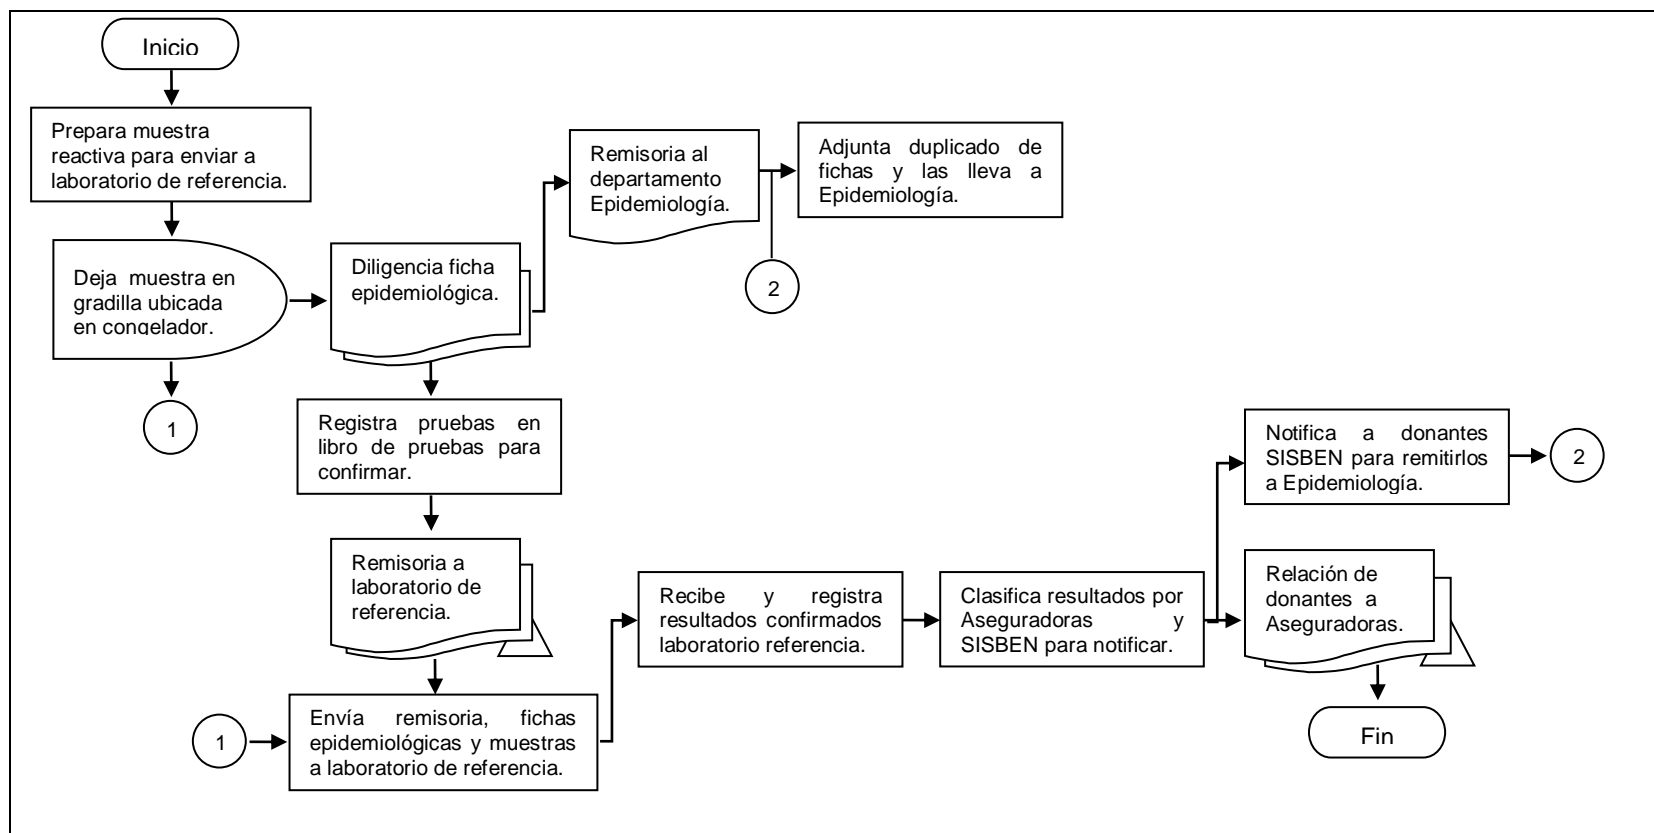 Inicio
Prepara muestra
reactiva para enviar a
laboratorio de referencia.
Deja muestra en
gradilla ubicada
en congelador.
1
Diligencia ficha
epidemiológica.
Remisoria al
departamento
Epidemiología.
2
Adjunta duplicado de
fichas y las lleva a
Epidemiología.
Registra pruebas en
libro de pruebas para
confirmar.
Remisoria a
laboratorio de
referencia.
1
Envía remisoria, fichas
epidemiológicas y muestras
a laboratorio de referencia.
Recibe y registra
resultados confirmados
laboratorio referencia.
Clasifica resultados por
Aseguradoras y
SISBEN para notificar.
Notifica a donantes
SISBEN para remitirlos
a Epidemiología.
2
Relación de
donantes a
Aseguradoras.
Fin